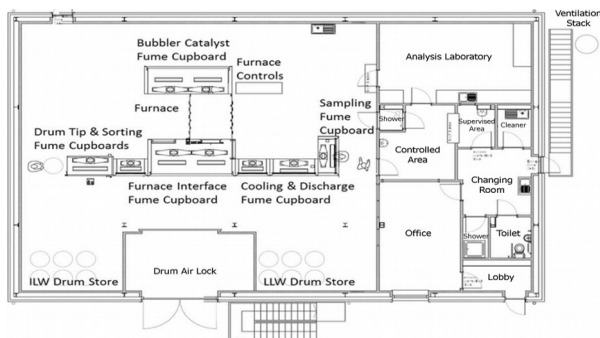 Ventilation
Stack
Bubbler Catalyst
Fume Cupboard
Furnace
Controls
Analysis Laboratory
Furnace
Sampling
Fume
Cupboard
Shower
Supervised
Area
Cleaner
Drum Tip & Sorting
Fume Cupboards
Controlled
Area
Furnace Interface
Fume Cupboard
Cooling & Discharge
Fume Cupboard
Changing
Room
Office
Shower
Toilet
Drum Air Lock
Lobby
ILW Drum Store
LLW Drum Store